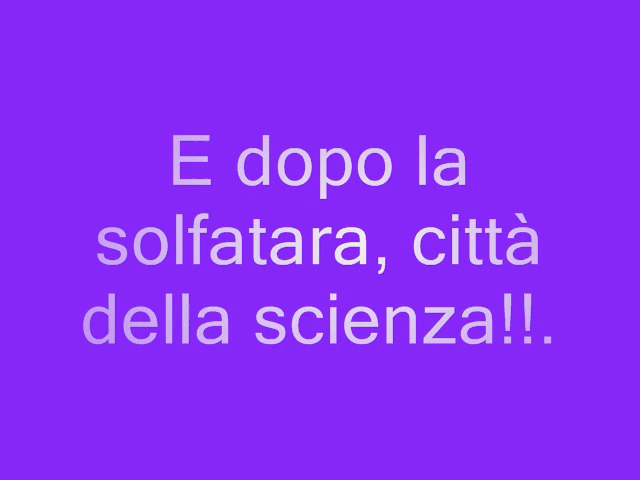 E dopo la
solfatara, città
della scienza!!.